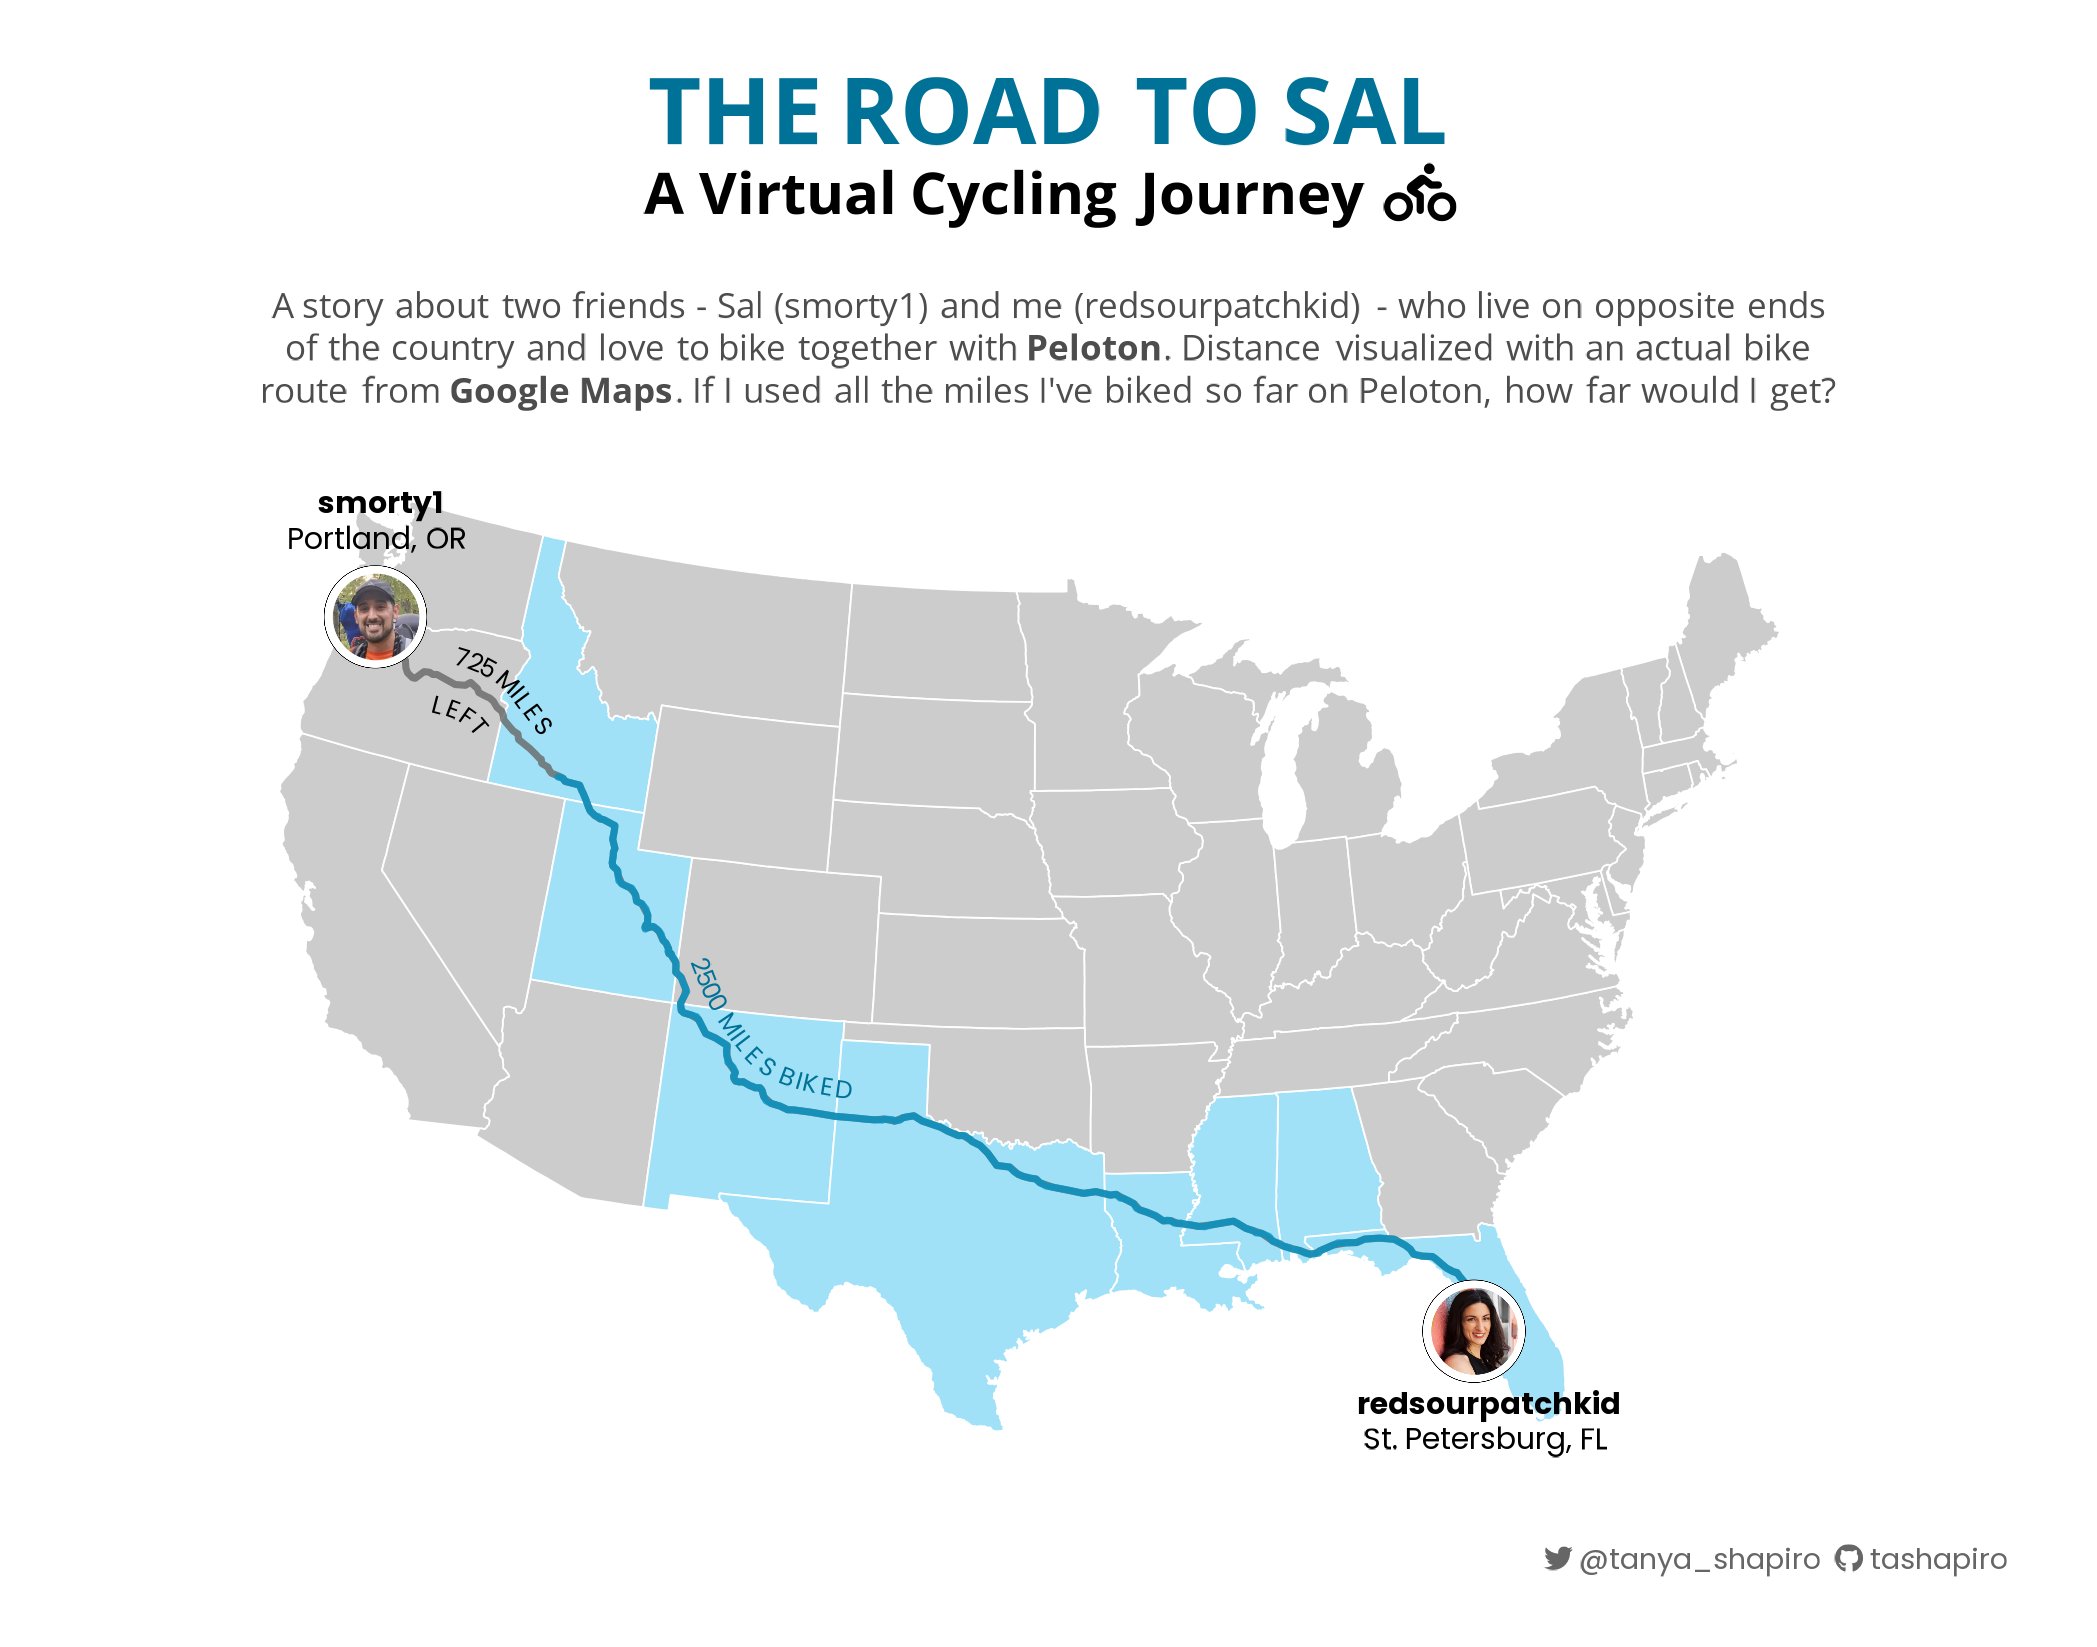 THE ROAD TO SAL
A Virtual Cycling Journey
A story about two friends - Sal (smorty1) and me (redsourpatchkid) - who live on opposite ends
of the country and love to bike together with Peloton. Distance visualized with an actual bike
route from Google Maps. If I used all the miles I've biked so far on Peloton, how far would I get?
smorty1
Portland, OR
725 MILES
LEFT
2500 MILES BIKED
redsourpatchkid
St. Petersburg, FL
@tanya_shapiro tashapiro